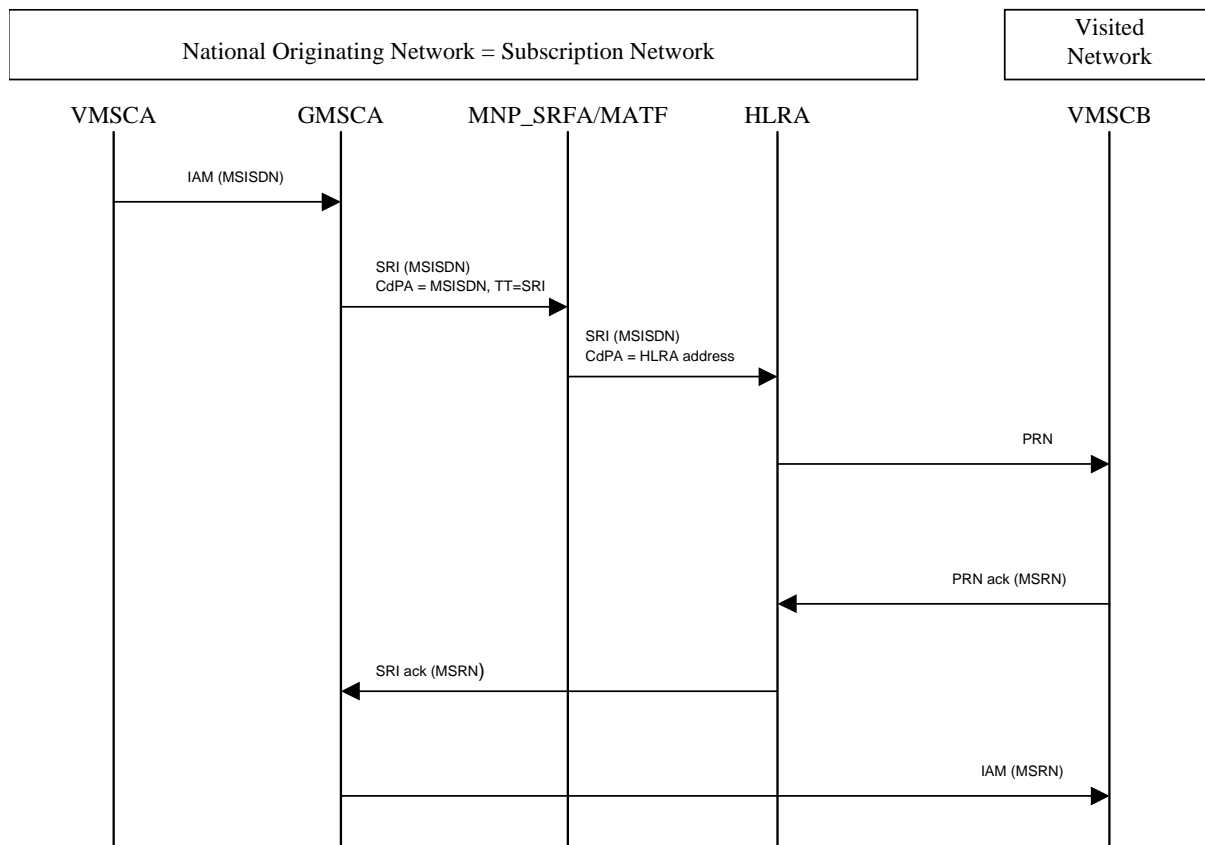 National Originating Network = Subscription Network
Visited
Network
VMSCA
GMSCA
MNP_SRFA/MATF
HLRA
VMSCB
IAM (MSISDN)
SRI (MSISDN)
CdPA = MSISDN, TT=SRI
SRI (MSISDN)
CdPA = HLRA address
PRN
PRN ack (MSRN)
SRI ack (MSRN)
IAM (MSRN)